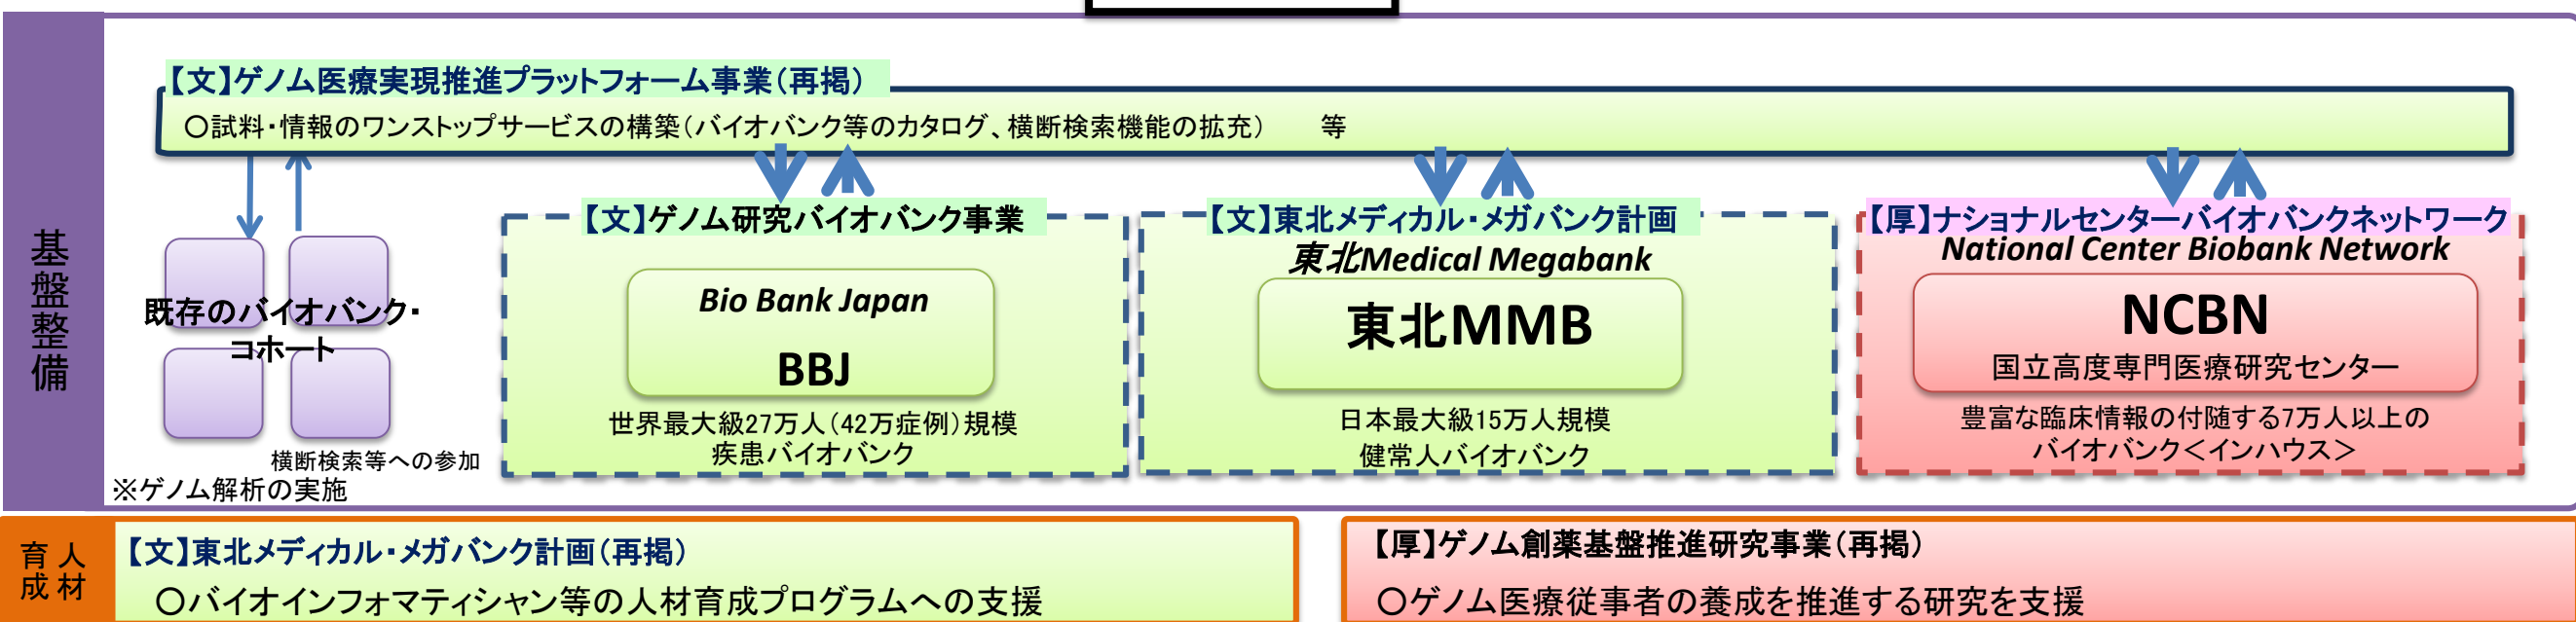 基盤整備
【文】ゲノム医療実現推進プラットフォーム事業(再掲)
○試料・情報のワンストップサービスの構築(バイオバンク等のカタログ、横断検索機能の拡充)　等
既存のバイオバンク・
コホート
横断検索等への参加
※ゲノム解析の実施
【文】ゲノム研究バイオバンク事業
Bio Bank Japan
BBJ
世界最大級27万人(42万症例)規模
疾患バイオバンク
【文】東北メディカル・メガバンク計画
東北Medical Megabank
東北MMB
日本最大級15万人規模
健常人バイオバンク
【厚】ナショナルセンターバイオバンクネットワーク
National Center Biobank Network
NCBN
国立高度専門医療研究センター
豊富な臨床情報の付随する7万人以上の
バイオバンク<インハウス>
人材育成
【文】東北メディカル・メガバンク計画(再掲)
○バイオインフォマティシャン等の人材育成プログラムへの支援
【厚】ゲノム創薬基盤推進研究事業(再掲)
○ゲノム医療従事者の養成を推進する研究を支援